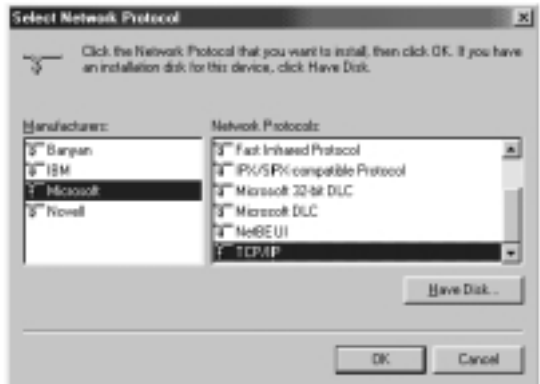 Select Network Protocol
Click the Network Protocol that you want to install, then click OK. If you have
an installation disk for this device, click Have Disk.
Manufacturers:
Banyan
IBM
Microsoft
Novell
Network Protocols:
Fast Infrared Protocol
IPX/SPX-compatible Protocol
Microsoft 32-bit DLC
Microsoft DLC
NetBEUI
TCP/IP
Have Disk...
OK
Cancel